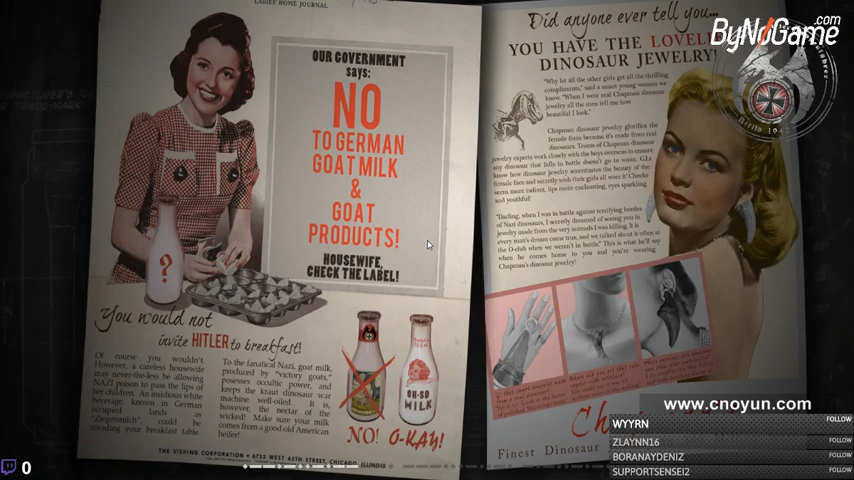 LADIES' HOME JOURNAL
OUR GOVERNMENT
says:
NO
TO GERMAN
GOAT MILK
&
GOAT
PRODUCTS!
HOUSEWIFE,
CHECK THE LABEL!
?
You would not
invite HITLER to breakfast!
Of course you wouldn't.
However, a careless housewife
may never-the-less be allowing
NAZI poison to pass the lips of
her children. An insidious white
beverage, known in German
occupied lands as
"Ziegenmilch", could be
invading your breakfast table.
To the fanatical Nazi, goat milk,
produced by "victory goats",
posesses occultic power, and
keeps the kraut dinosaur war
machine well-oiled. It is,
however, the nectar of the
wicked! Make sure your milk
comes from a good old American
heifer!
OH-SO
MILK
NO! O-KAY!
THE VISKING CORPORATION • 6733 WEST 65TH STREET, CHICAGO, ILLINOIS
Did anyone ever tell you...
YOU HAVE THE LOVELI
DINOSAUR JEWELRY!
"Why let all the other girls get all the thrilling
compliments," said a smart young woman we
know. "When I wear real Chapman dinosaur
jewelry all the men tell me how
beautiful I look."
Chapman dinosaur jewelry glorifies the
female form because it's made from real
dinosaurs. Teams of Chapman dinosaur
jewelry experts work closely with the boys overseas to ensure
any dinosaur that falls in battle doesn't go to waste. G.I.s
know how dinosaur jewelry accentuates the beauty of the
female face and secretly wish their girls all wore it! Cheeks
seem more radiant, lips more enchanting, eyes sparkling
and youthful!
"Darling, when I was in battle against terrifying hordes
of Nazi dinosaurs, I secretly dreamed of seeing you in
jewelry made from the very animals I was killing. It is
every man's dream come true, and we talked about it often at
the O-club when we weren't in battle." This is what he'll say
when he comes home to you and you're wearing
Chapman's dinosaur jewelry!
Ch
Finest Dinosaur
ByNoGame
.com
Berlin 194
www.cnoyun.com
WYYRN FOLLOW
ZLAYNN16 FOLLOW
BORANAYDENIZ FOLLOW
SUPPORTSENSEI2 FOLLOW
0